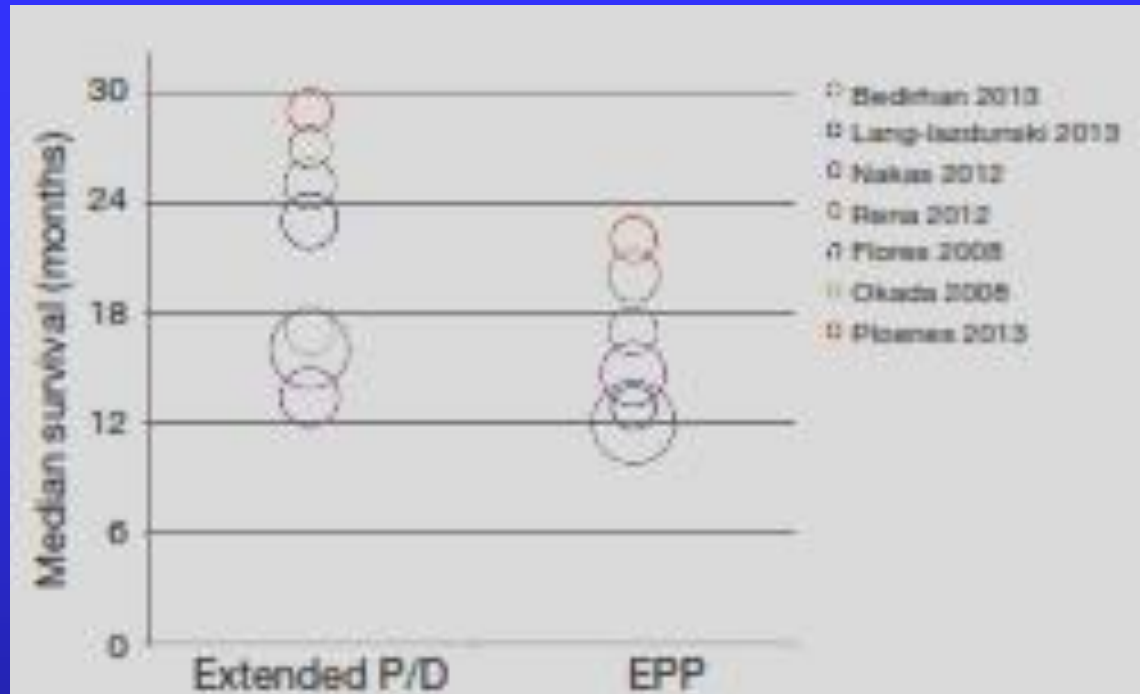 Median survival (months)
30
24
18
12
6
0
Extended P/D
EPP
Bedirhan 2013
Lang-lazdunski 2013
Nakas 2012
Rena 2012
Flores 2008
Okada 2008
Ploenes 2013